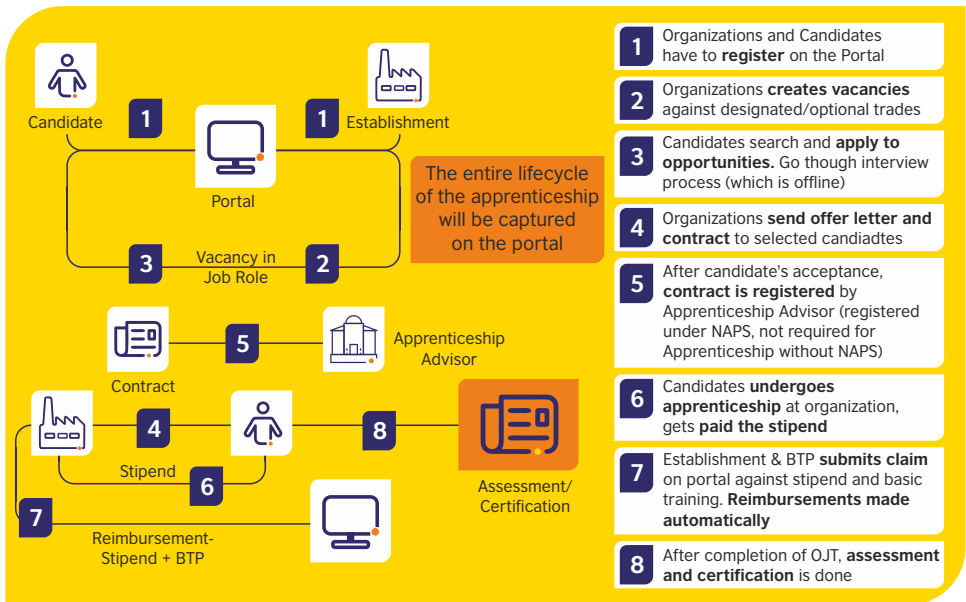 Candidate
1
1
Establishment
Portal
The entire lifecycle
of the apprenticeship
will be captured
on the portal
3
Vacancy in
Job Role
2
5
Apprenticeship
Advisor
Contract
4
8
Stipend
6
Assessment/
Certification
7
Reimbursement-
Stipend + BTP
1
Organizations and Candidates
have to register on the Portal
2
Organizations creates vacancies
against designated/optional trades
3
Candidates search and apply to
opportunities. Go though interview
process (which is offline)
4
Organizations send offer letter and
contract to selected candiadtes
5
After candidate's acceptance,
contract is registered by
Apprenticeship Advisor (registered
under NAPS, not required for
Apprenticeship without NAPS)
6
Candidates undergoes
apprenticeship at organization,
gets paid the stipend
7
Establishment & BTP submits claim
on portal against stipend and basic
training. Reimbursements made
automatically
8
After completion of OJT, assessment
and certification is done